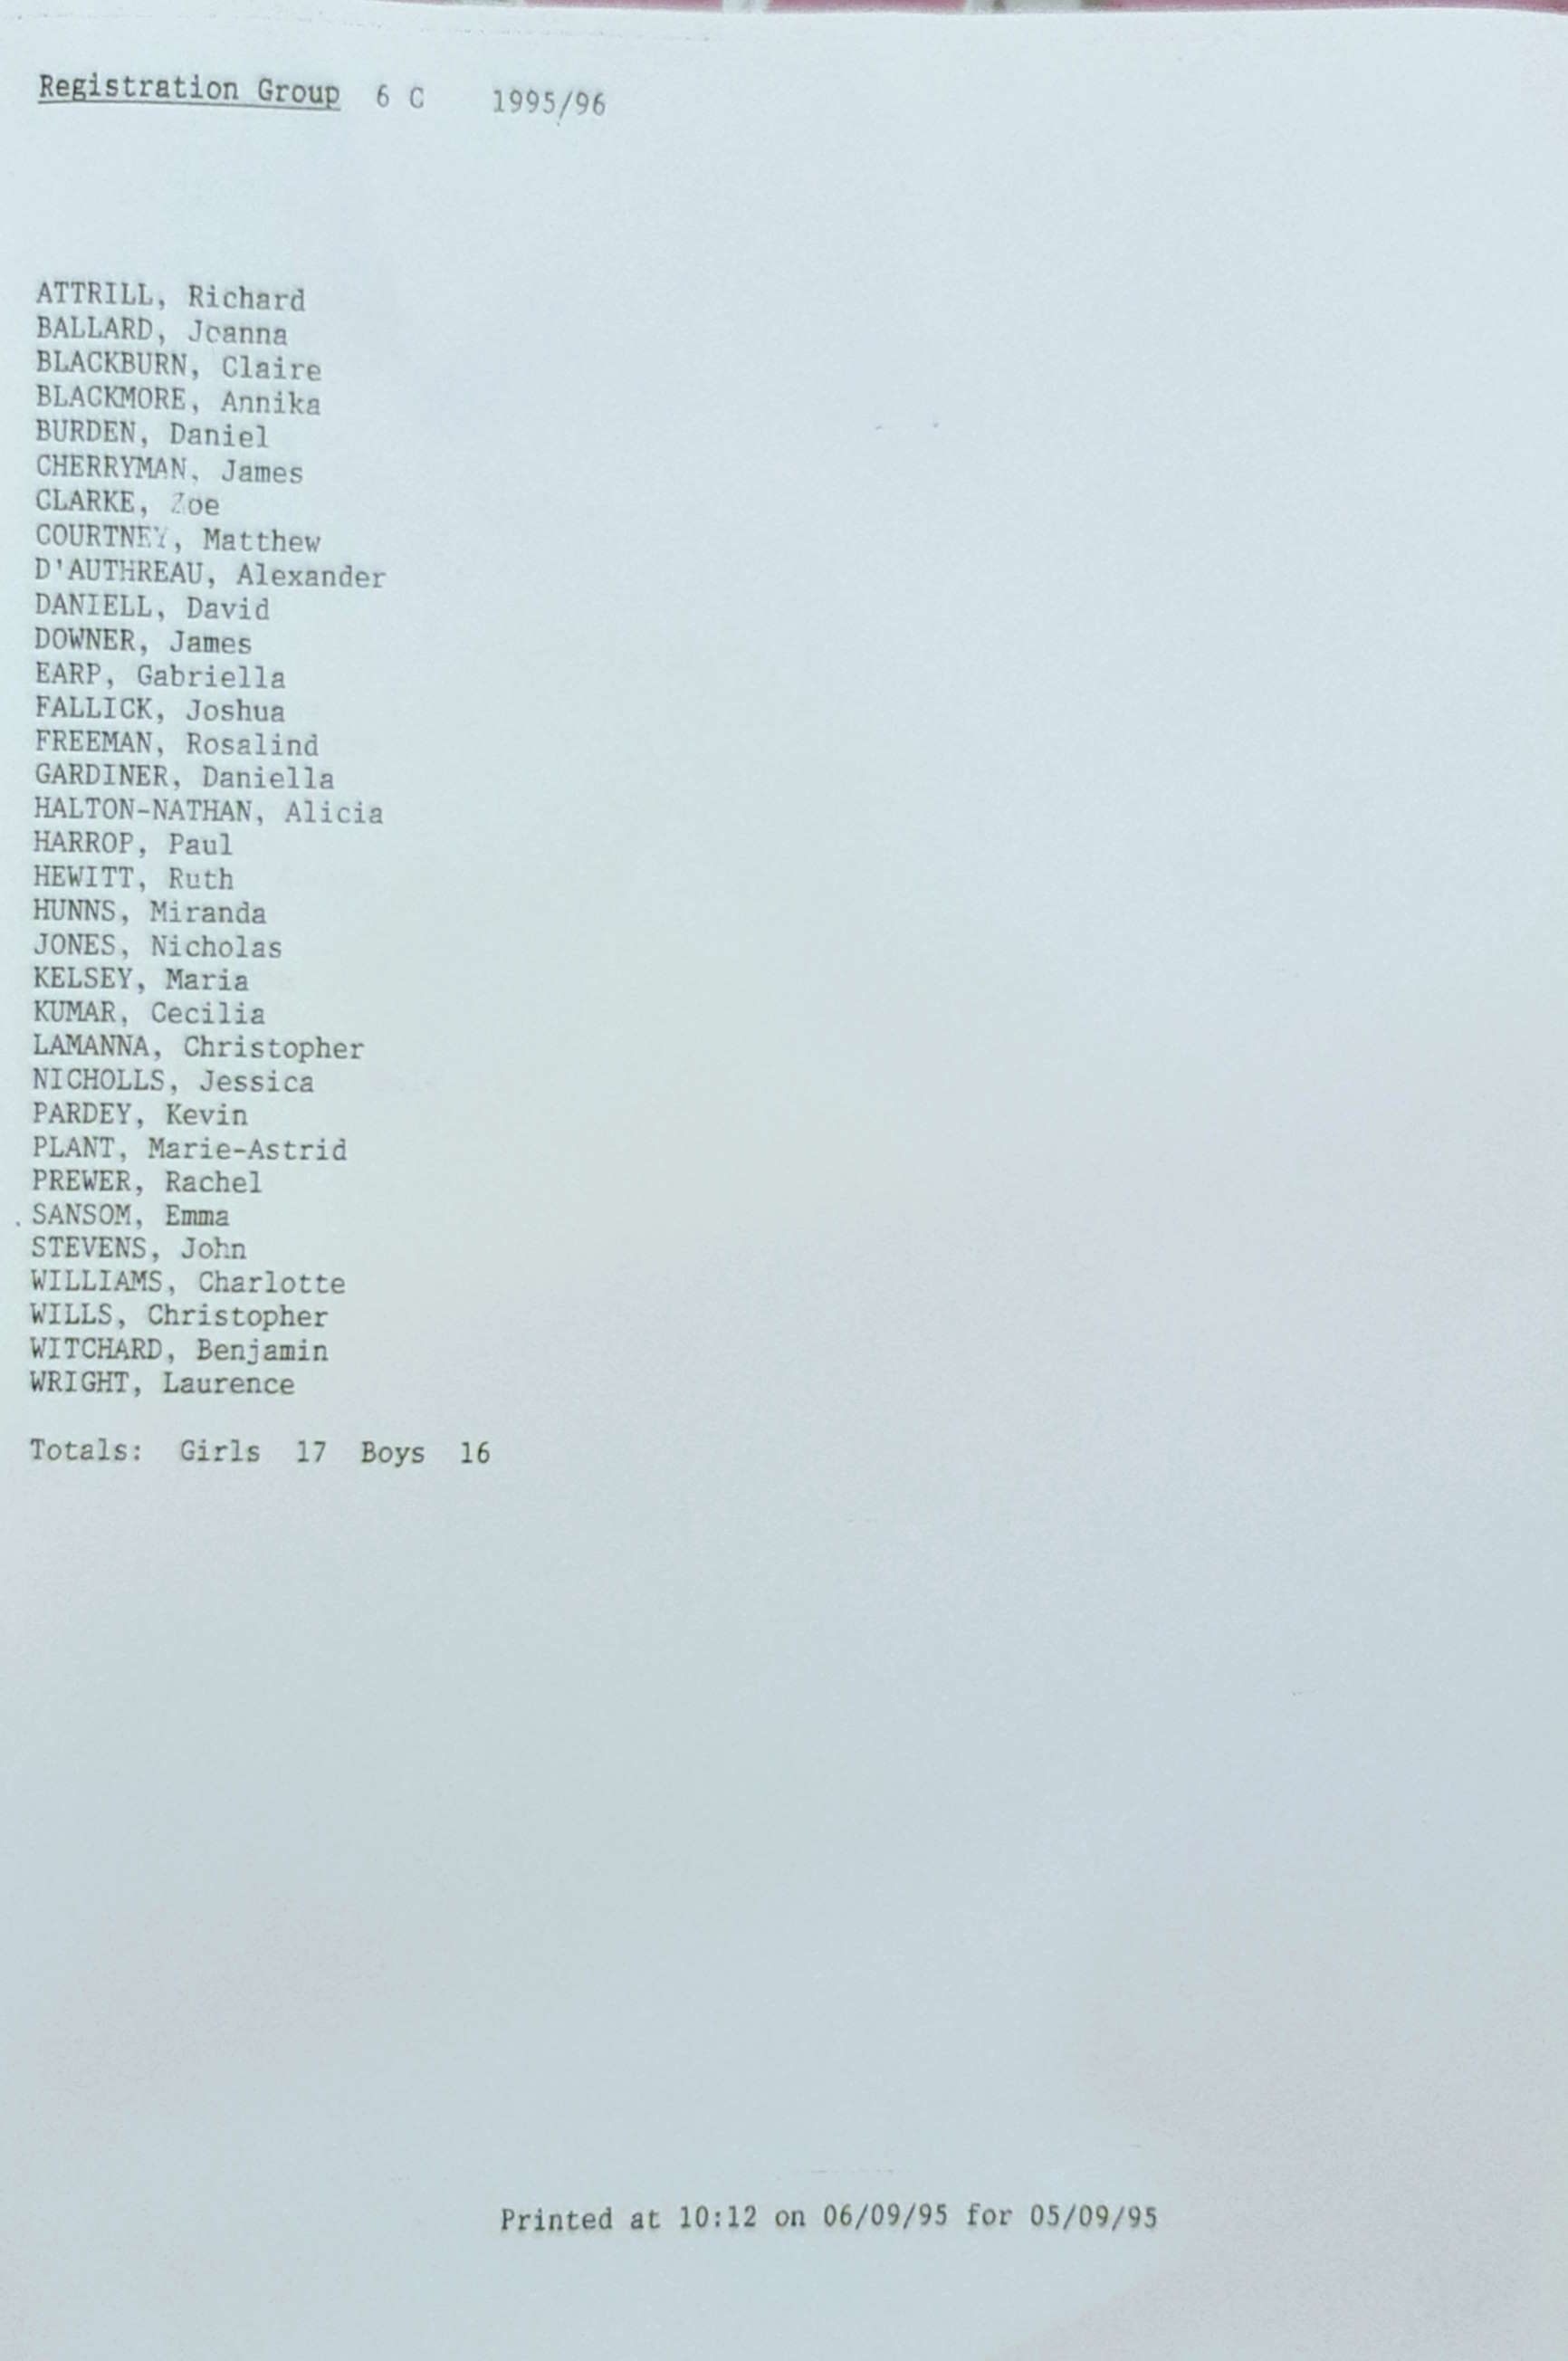 Registration Group 6 C 1995/96
ATTRILL, Richard
BALLARD, Joanna
BLACKBURN, Claire
BLACKMORE, Annika
BURDEN, Daniel
CHERRYMAN, James
CLARKE, Zoe
COURTNEY, Matthew
D'AUTHREAU, Alexander
DANIELL, David
DOWNER, James
EARP, Gabriella
FALLICK, Joshua
FREEMAN, Rosalind
GARDINER, Daniella
HALTON-NATHAN, Alicia
HARROP, Paul
HEWITT, Ruth
HUNNS, Miranda
JONES, Nicholas
KELSEY, Maria
KUMAR, Cecilia
LAMANNA, Christopher
NICHOLLS, Jessica
PARDEY, Kevin
PLANT, Marie-Astrid
PREWER, Rachel
SANSOM, Emma
STEVENS, John
WILLIAMS, Charlotte
WILLS, Christopher
WITCHARD, Benjamin
WRIGHT, Laurence
Totals: Girls 17 Boys 16
Printed at 10:12 on 06/09/95 for 05/09/95